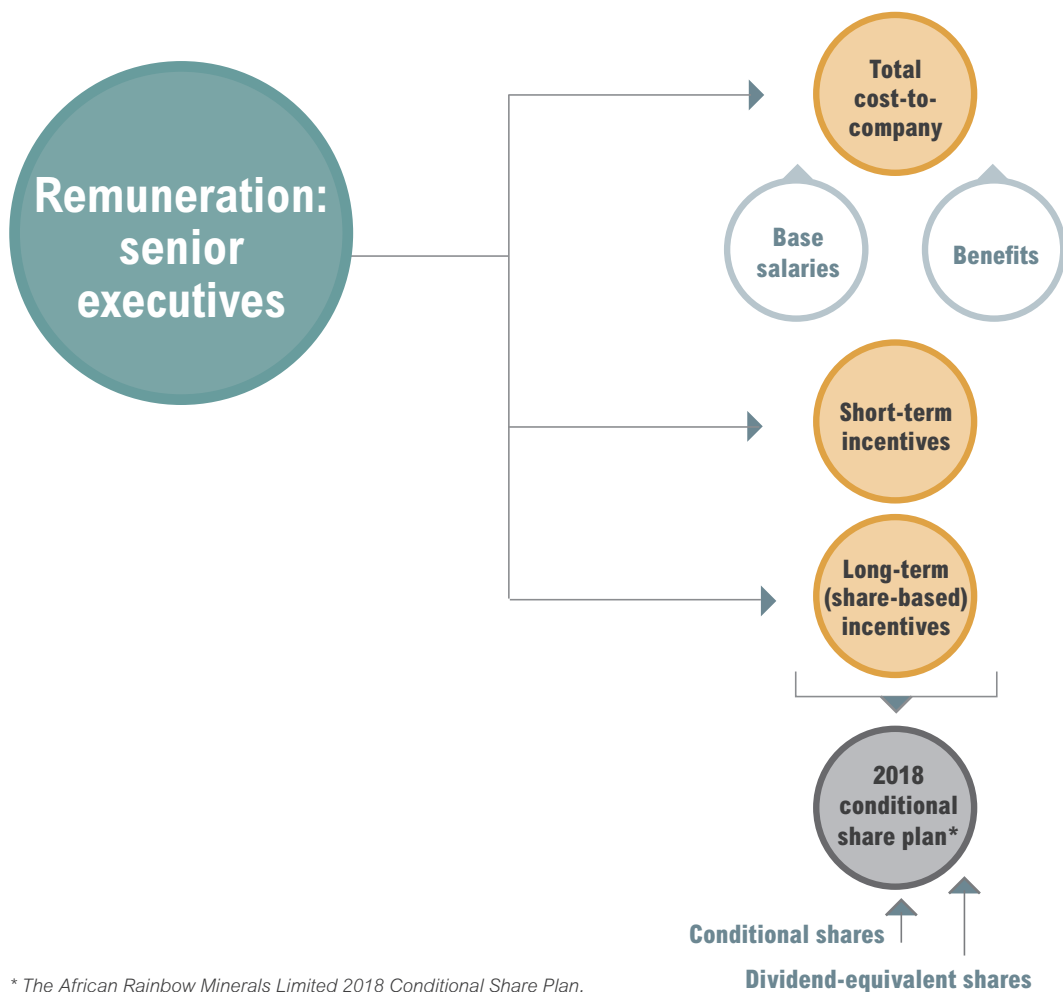 Remuneration:
senior
executives
Total
cost-to-
company
Base
salaries
Benefits
Short-term
incentives
Long-term
(share-based)
incentives
2018
conditional
share plan*
Conditional shares
Dividend-equivalent shares
* The African Rainbow Minerals Limited 2018 Conditional Share Plan.